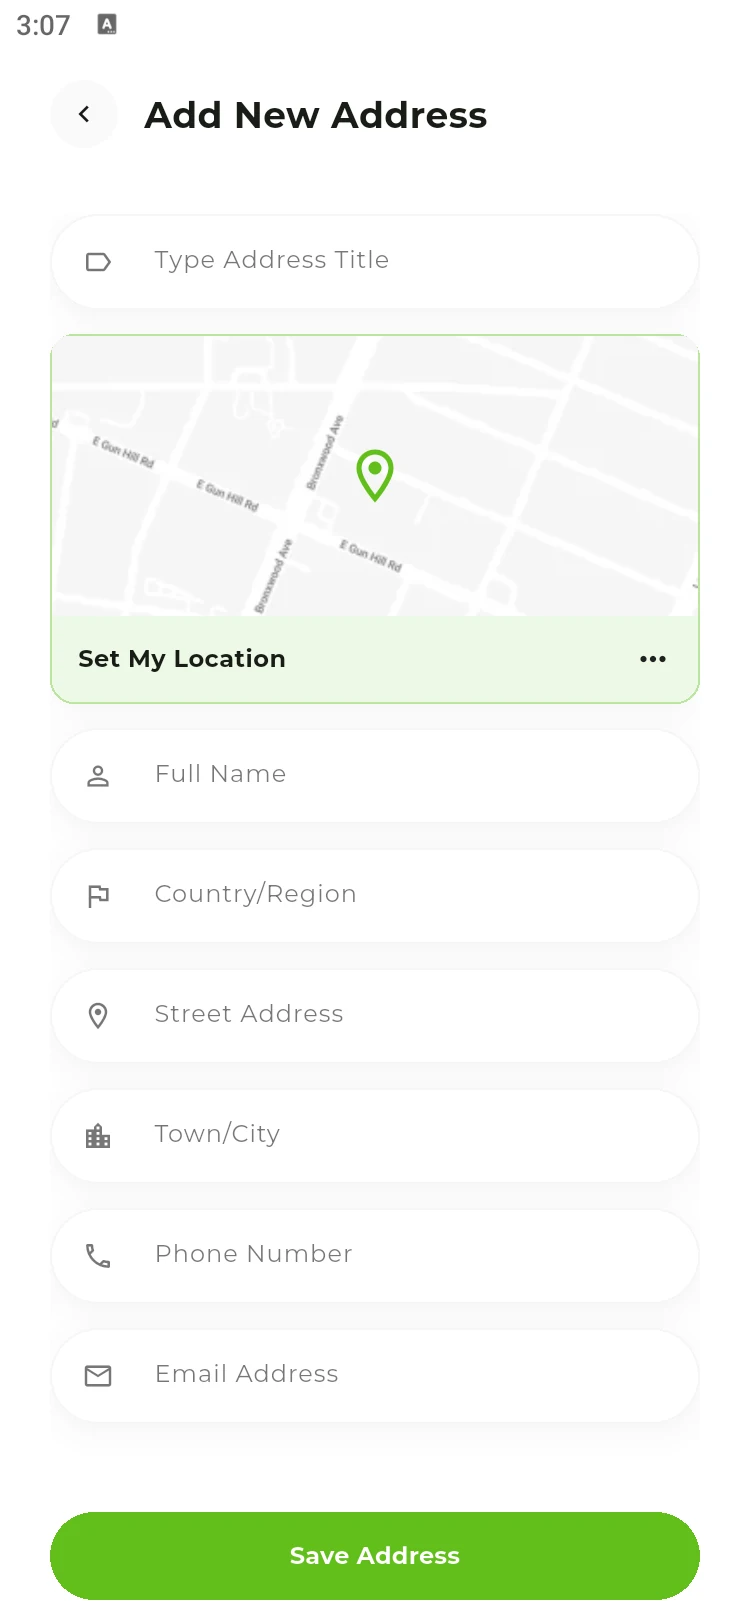 3:07
Add New Address
Type Address Title
d
E Gun Hill Rd
E Gun Hill Rd
Bronxwood Ave
E Gun Hill Rd
Bronxwood Ave
Set My Location
Full Name
Country/Region
Street Address
Town/City
Phone Number
Email Address
Save Address